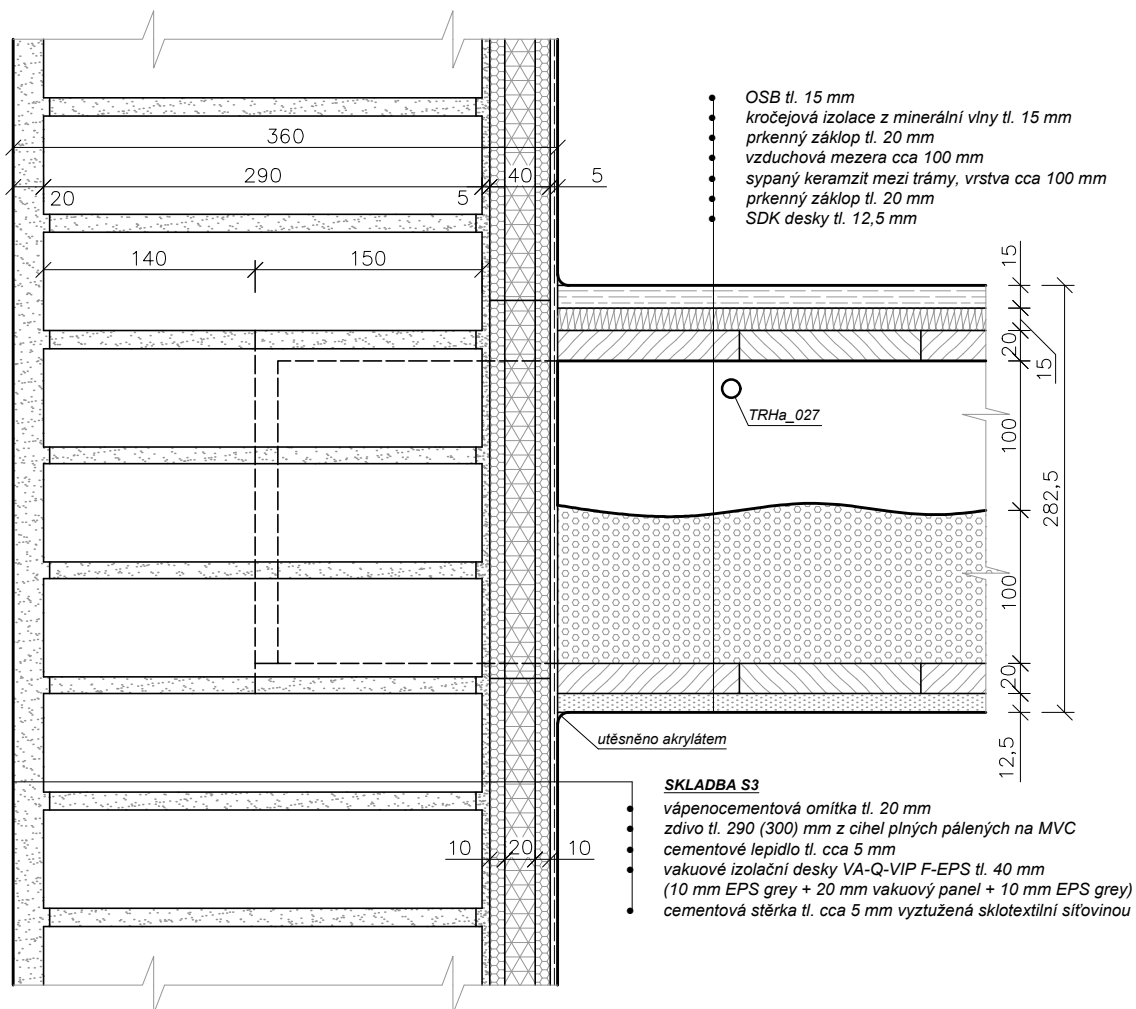 OSB tl. 15 mm
kročejová izolace z minerální vlny tl. 15 mm
prkenný záklop tl. 20 mm
vzduchová mezera cca 100 mm
sypaný keramzit mezi trámy, vrstva cca 100 mm
prkenný záklop tl. 20 mm
SDK desky tl. 12,5 mm
360
290
40
5
20
5
140
150
15
20
15
100
282,5
100
20
12,5
TRHa_027
utěsněno akrylátem
SKLADBA S3
vápenocementová omítka tl. 20 mm
zdivo tl. 290 (300) mm z cihel plných pálených na MVC
cementové lepidlo tl. cca 5 mm
vakuové izolační desky VA-Q-VIP F-EPS tl. 40 mm
(10 mm EPS grey + 20 mm vakuový panel + 10 mm EPS grey)
cementová stěrka tl. cca 5 mm vyztužená sklotextilní síťovinou
10
20
10